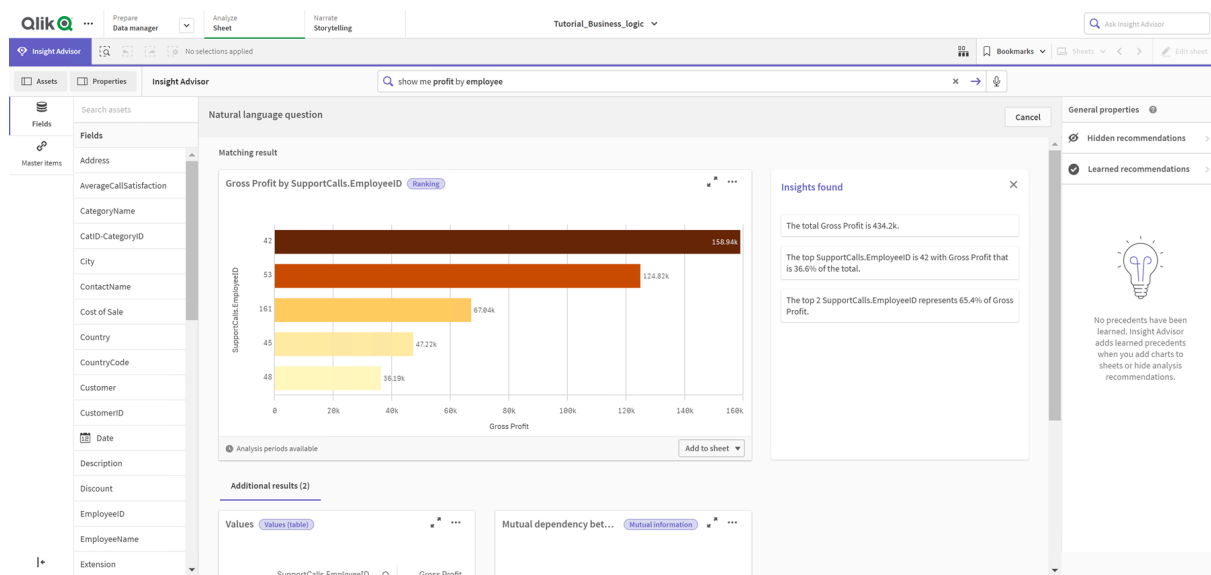 Qlik
Prepare
Data manager
Analyze
Sheet
Narrate
Storytelling
Tutorial_Business_logic
Ask Insight Advisor
Insight Advisor
No selections applied
Bookmarks
Sheets
Edit sheet
Assets
Properties
Insight Advisor
show me profit by employee
Fields
Master items
Search assets
Fields
Address
AverageCallSatisfaction
CategoryName
CatID-CategoryID
City
ContactName
Cost of Sale
Country
CountryCode
Customer
CustomerID
Date
Description
Discount
EmployeeID
EmployeeName
Extension
Natural language question
Cancel
Matching result
Gross Profit by SupportCalls.EmployeeID
Ranking
SupportCalls.EmployeeID
42
158.94k
53
124.82k
161
67.04k
45
47.22k
48
36.19k
0 20k 40k 60k 80k 100k 120k 140k 160k
Gross Profit
Analysis periods available
Add to sheet
Insights found
The total Gross Profit is 434.2k.
The top SupportCalls.EmployeeID is 42 with Gross Profit that
is 36.6% of the total.
The top 2 SupportCalls.EmployeeID represents 65.4% of Gross
Profit.
Additional results (2)
Values
Values (table)
SupportCalls.EmployeeID
Gross Profit
Mutual dependency bet...
Mutual information
General properties
Hidden recommendations
Learned recommendations
No precedents have been
learned. Insight Advisor
adds learned precedents
when you add charts to
sheets or hide analysis
recommendations.